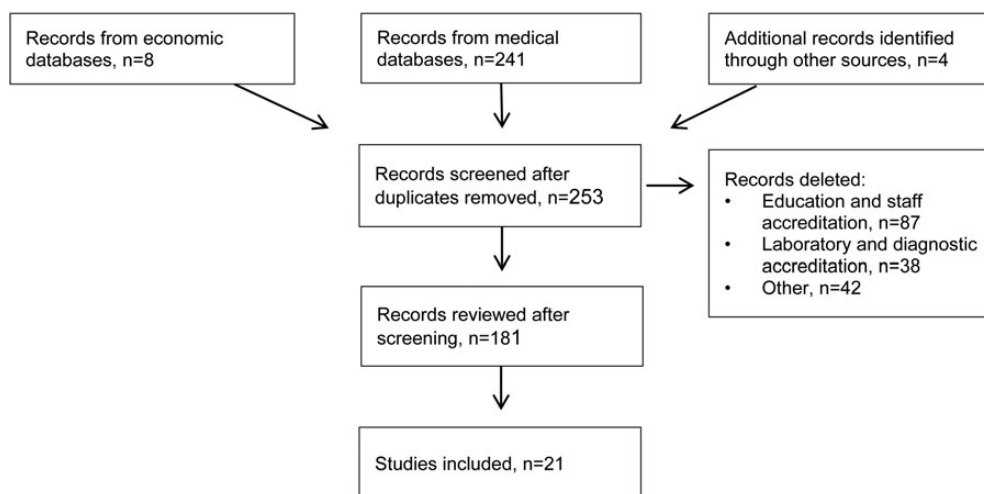 Records from economic
databases, n=8
Records from medical
databases, n=241
Additional records identified
through other sources, n=4
Records screened after
duplicates removed, n=253
Records deleted:
• Education and staff
accreditation, n=87
• Laboratory and diagnostic
accreditation, n=38
• Other, n=42
Records reviewed after
screening, n=181
Studies included, n=21